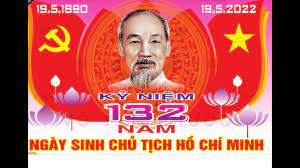 19.5.1890 19.5.2022
KỶ NIỆM
132
NĂM
NGÀY SINH CHỦ TỊCH HỒ CHÍ MINH